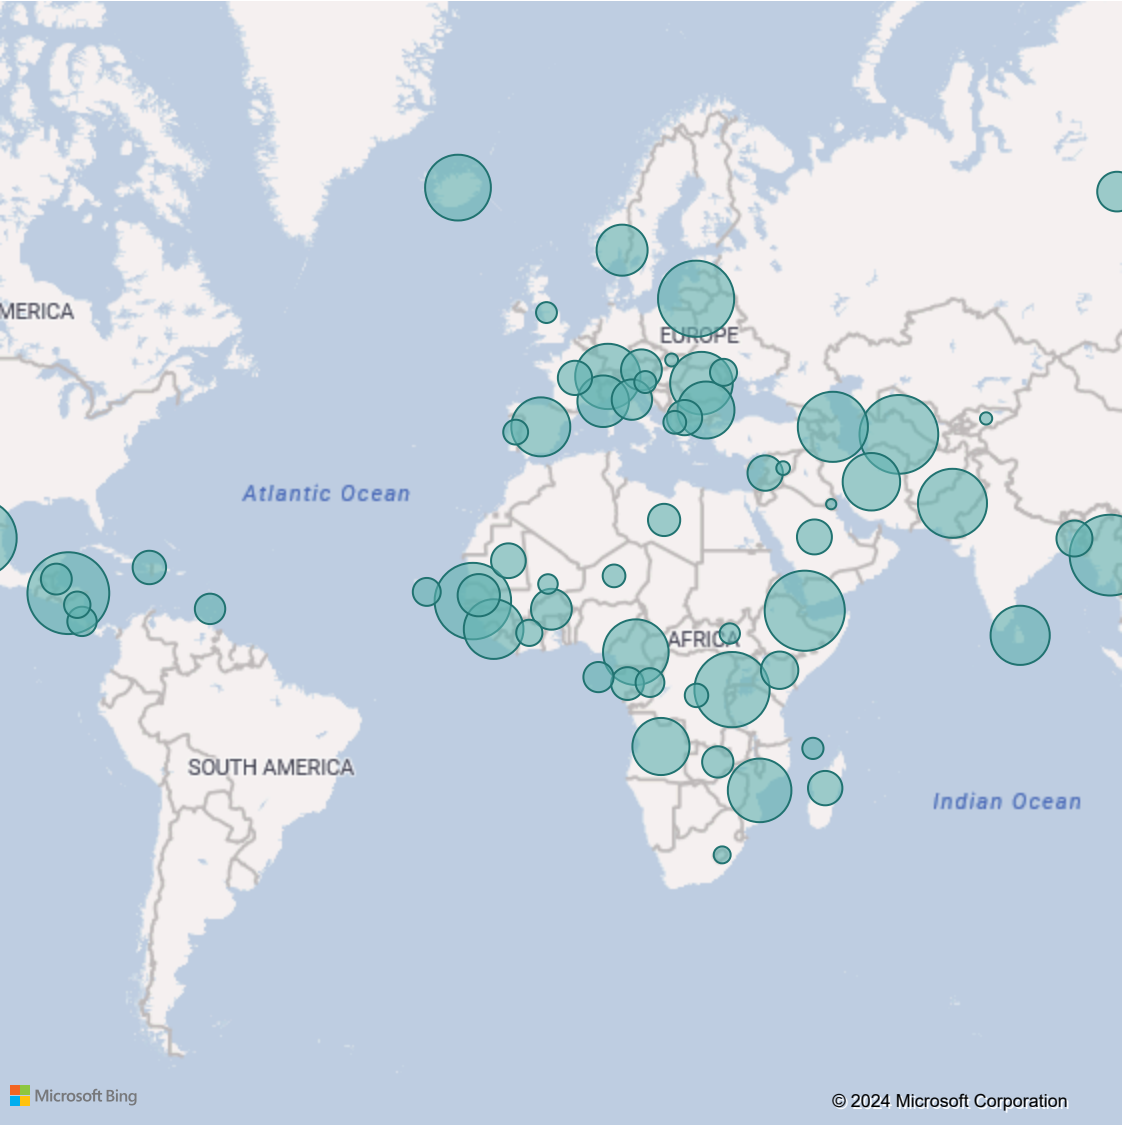 MERICA
EUROPE
Atlantic Ocean
AFRICA
SOUTH AMERICA
Indian Ocean
Microsoft Bing
© 2024 Microsoft Corporation